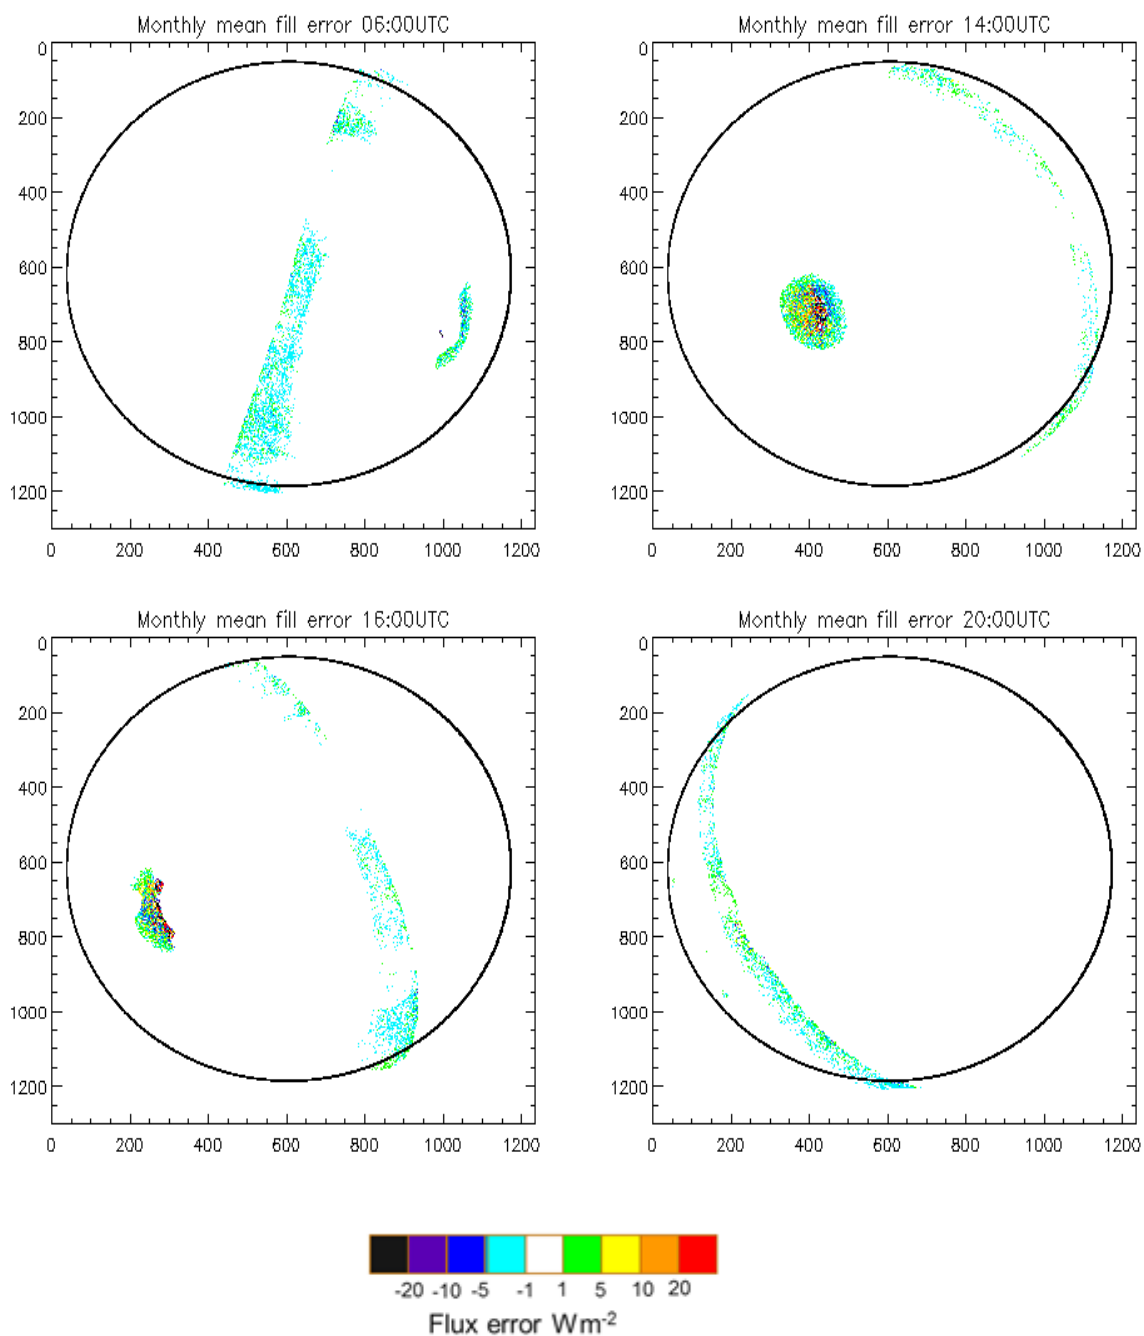 Monthly mean fill error 06:00UTC
0
200
400
600
800
1000
1200
0 200 400 600 800 1000 1200
Monthly mean fill error 14:00UTC
0
200
400
600
800
1000
1200
0 200 400 600 800 1000 1200
Monthly mean fill error 16:00UTC
0
200
400
600
800
1000
1200
0 200 400 600 800 1000 1200
Monthly mean fill error 20:00UTC
0
200
400
600
800
1000
1200
0 200 400 600 800 1000 1200
-20 -10 -5 -1 1 5 10 20
Flux error Wm⁻²